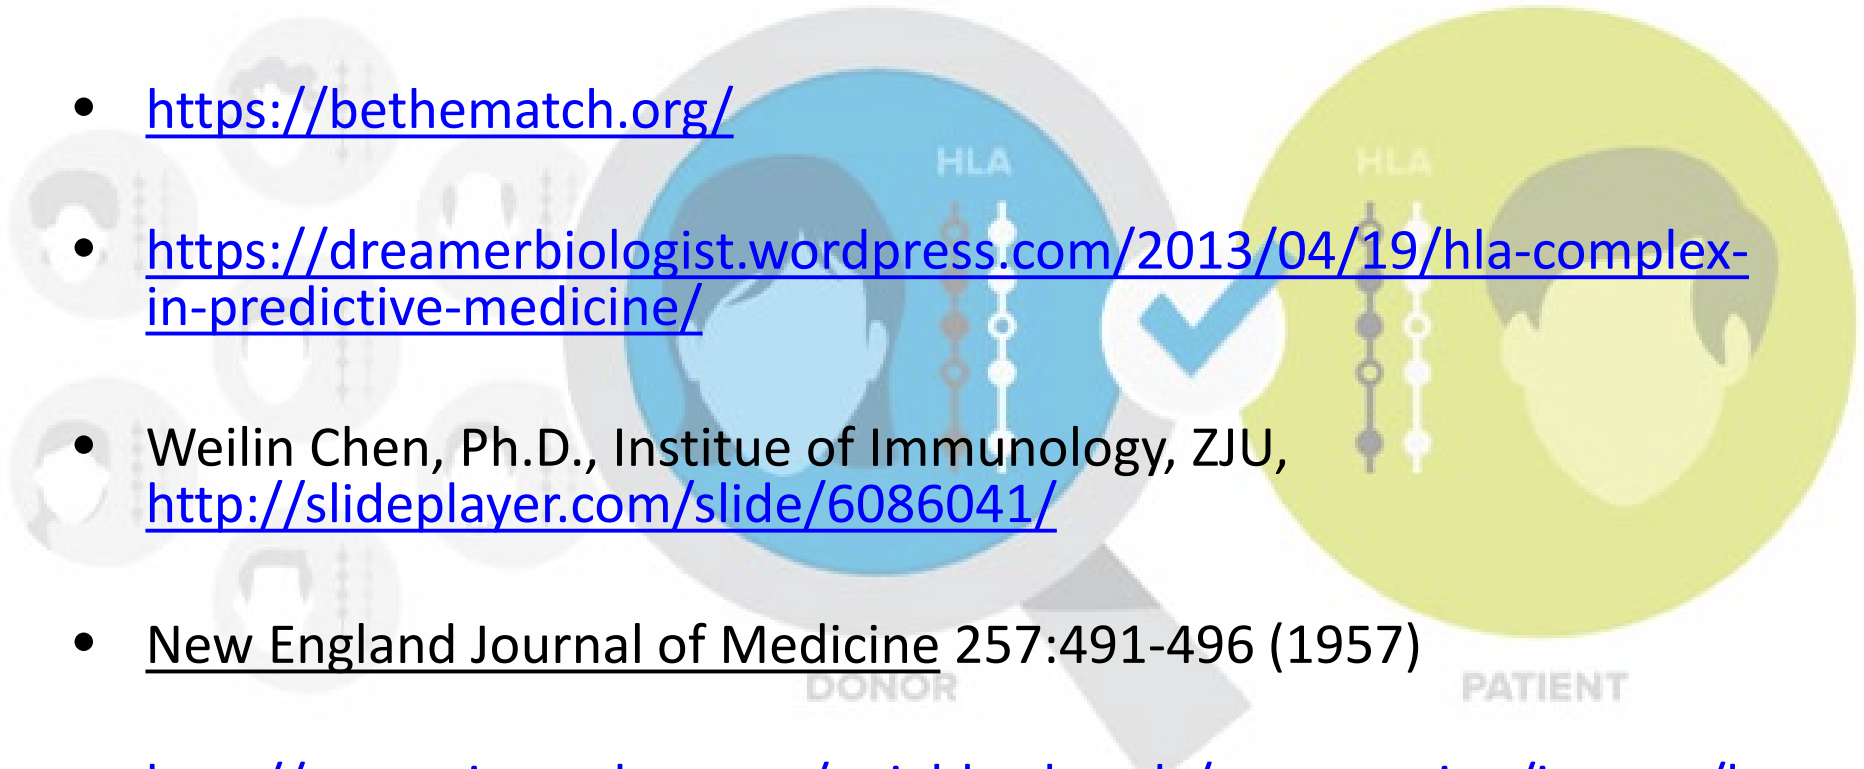 • https://bethematch.org/
HLA HLA
• https://dreamerbiologist.wordpress.com/2013/04/19/hla-complex-
in-predictive-medicine/
• Weilin Chen, Ph.D., Institue of Immunology, ZJU,
http://slideplayer.com/slide/6086041/
• New England Journal of Medicine 257:491-496 (1957)
DONOR PATIENT